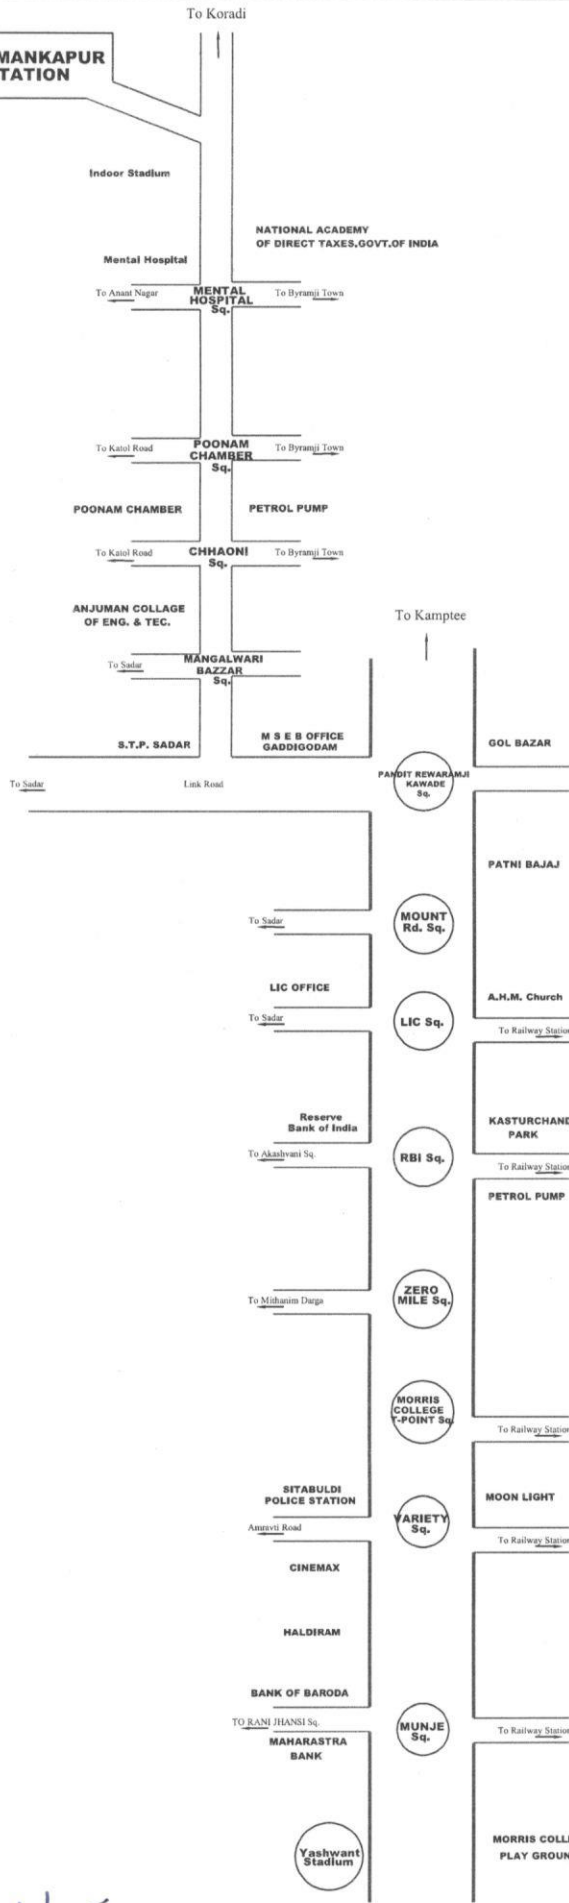 To Koradi
MANKAPUR
TATION
Indoor Stadium
NATIONAL ACADEMY
OF DIRECT TAXES,GOVT.OF INDIA
Mental Hospital
To Anant Nagar
MENTAL
HOSPITAL
Sq.
To Byramji Town
To Katol Road
POONAM
CHAMBER
Sq.
To Byramji Town
POONAM CHAMBER
PETROL PUMP
To Katol Road
CHHAONI
Sq.
To Byramji Town
ANJUMAN COLLAGE
OF ENG. & TEC.
To Kamptee
To Sadar
MANGALWARI
BAZZAR
Sq.
S.T.P. SADAR
M S E B OFFICE
GADDIGODAM
GOL BAZAR
To Sadar
Link Road
PANDIT REWARAMJI
KAWADE
Sq.
PATNI BAJAJ
To Sadar
MOUNT
Rd. Sq.
LIC OFFICE
A.H.M. Church
To Sadar
LIC Sq.
To Railway Station
Reserve
Bank of India
KASTURCHAND
PARK
To Akashvani Sq.
RBI Sq.
To Railway Station
PETROL PUMP
To Mithanim Darga
ZERO
MILE Sq.
MORRIS
COLLEGE
T-POINT Sq.
To Railway Station
SITABULDI
POLICE STATION
MOON LIGHT
Amravti Road
VARIETY
Sq.
To Railway Station
CINEMAX
HALDIRAM
BANK OF BARODA
TO RANI JHANSI Sq.
MUNJE
Sq.
To Railway Station
MAHARASTRA
BANK
Yashwant
Stadium
MORRIS COLLE
PLAY GROUN